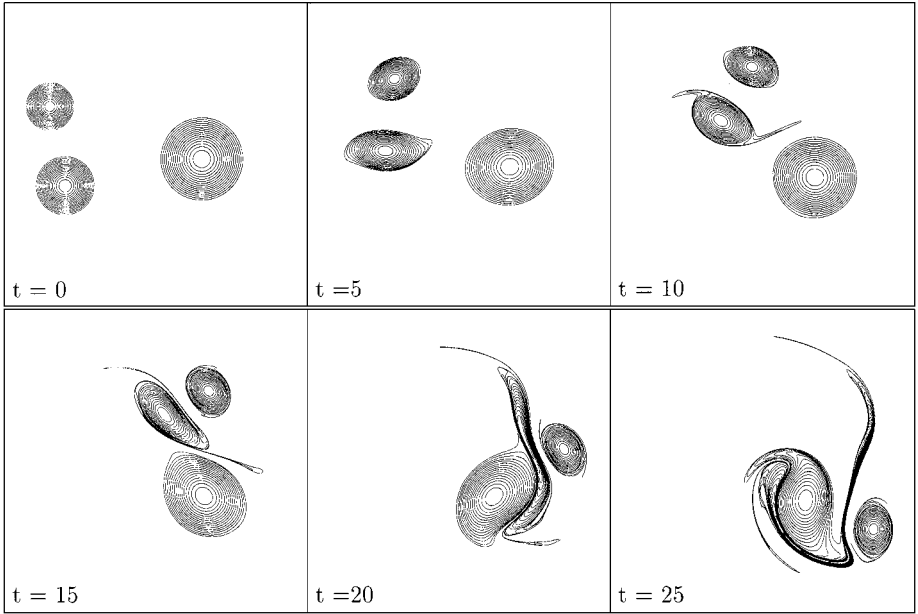 t = 0
t =5
t = 10
t = 15
t =20
t = 25